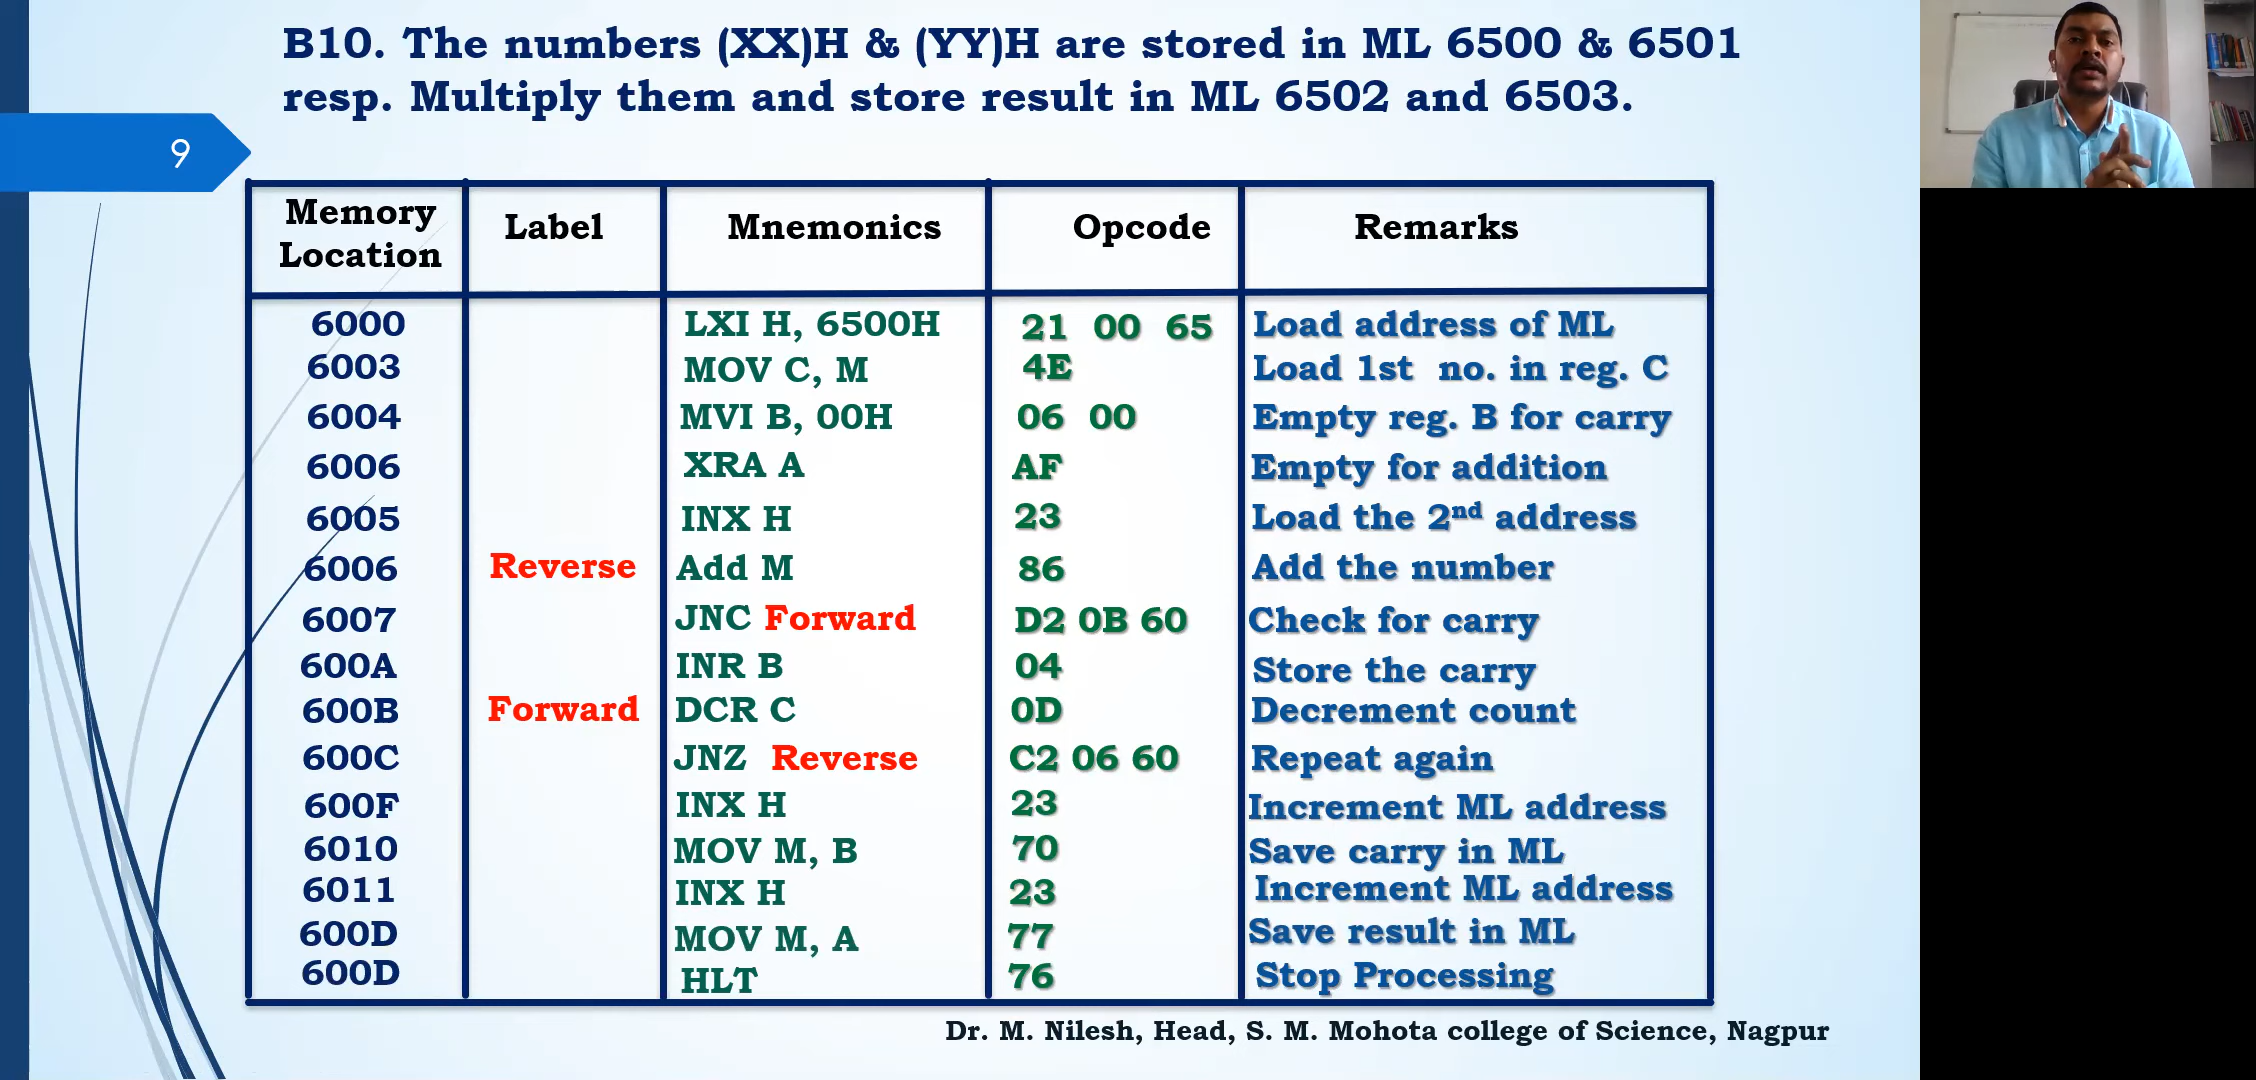 B10. The numbers (XX)H & (YY)H are stored in ML 6500 & 6501
resp. Multiply them and store result in ML 6502 and 6503.
9
Memory Location Label Mnemonics Opcode Remarks
6000 LXI H, 6500H 21 00 65 Load address of ML
6003 MOV C, M 4E Load 1st no. in reg. C
6004 MVI B, 00H 06 00 Empty reg. B for carry
6006 XRA A AF Empty for addition
6005 INX H 23 Load the 2nd address
6006 Reverse Add M 86 Add the number
6007 JNC Forward D2 0B 60 Check for carry
600A INR B 04 Store the carry
600B Forward DCR C 0D Decrement count
600C JNZ Reverse C2 06 60 Repeat again
600F INX H 23 Increment ML address
6010 MOV M, B 70 Save carry in ML
6011 INX H 23 Increment ML address
600D MOV M, A 77 Save result in ML
600D HLT 76 Stop Processing
Dr. M. Nilesh, Head, S. M. Mohota college of Science, Nagpur